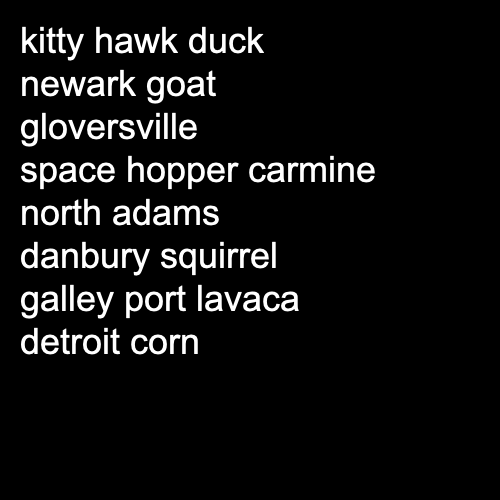 kitty hawk duck
newark goat
gloversville
space hopper carmine
north adams
danbury squirrel
galley port lavaca
detroit corn